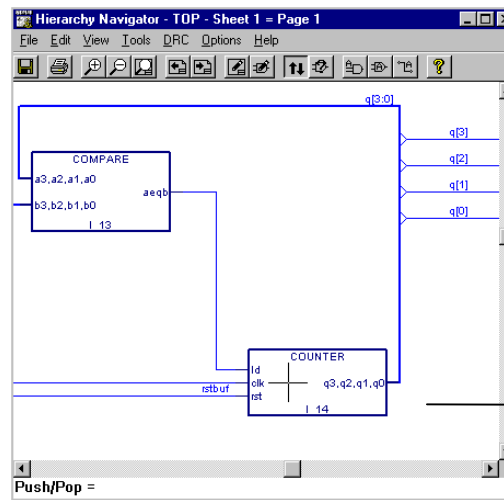 Hierarchy Navigator - TOP - Sheet 1 = Page 1
File Edit View Tools DRC Options Help
q[3:0]
q[3]
q[2]
q[1]
q[0]
COMPARE
a3,a2,a1,a0
aeqb
b3,b2,b1,b0
I_13
COUNTER
ld
clk
q3,q2,q1,q0
rstbuf
rst
I_14
Push/Pop =